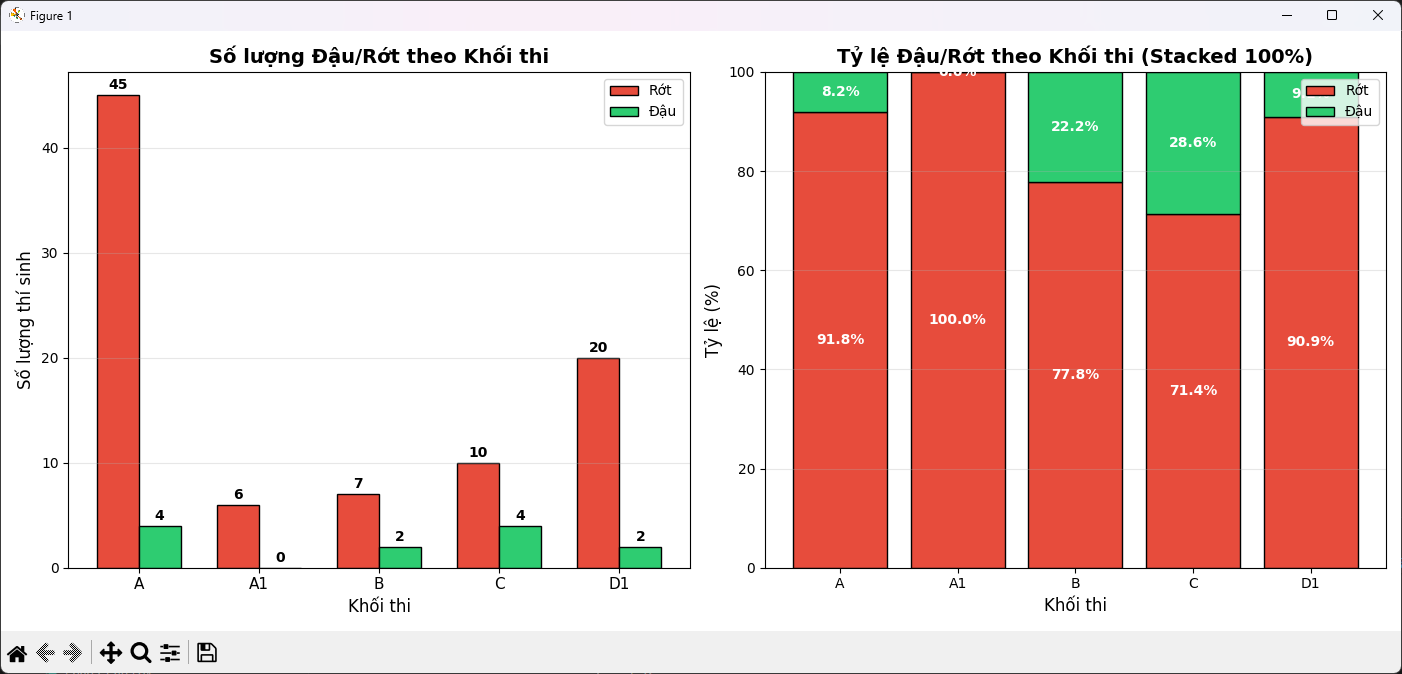 Figure 1
Số lượng Đậu/Rớt theo Khối thi
Số lượng thí sinh
40
30
20
10
0
45
4
6
0
7
2
10
4
20
2
Rớt
Đậu
A
A1
B
C
D1
Khối thi
Tỷ lệ Đậu/Rớt theo Khối thi (Stacked 100%)
Tỷ lệ (%)
100
80
60
40
20
0
8.2%
91.8%
100.0%
22.2%
77.8%
28.6%
71.4%
90.9%
Rớt
Đậu
A
A1
B
C
D1
Khối thi